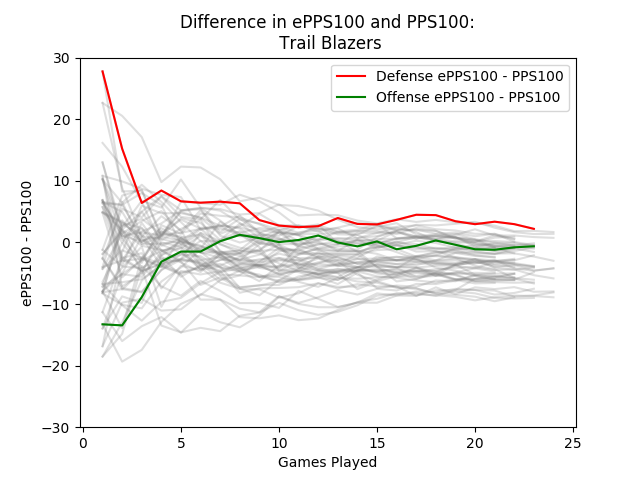 Difference in ePPS100 and PPS100:
Trail Blazers
Defense ePPS100 - PPS100
Offense ePPS100 - PPS100
ePPS100 - PPS100
30
20
10
0
−10
−20
−30
0
5
10
15
20
25
Games Played